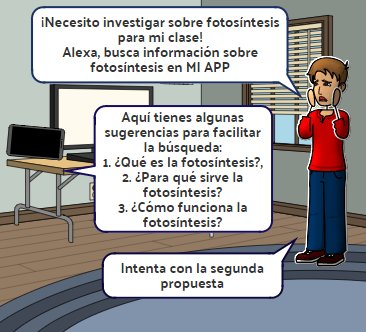 ¡Necesito investigar sobre fotosíntesis
para mi clase!
Alexa, busca información sobre
fotosíntesis en MI APP
Aquí tienes algunas
sugerencias para facilitar
la búsqueda:
1. ¿Qué es la fotosíntesis?,
2. ¿Para qué sirve la
fotosíntesis?
3. ¿Cómo funciona la
fotosíntesis?
Intenta con la segunda
propuesta